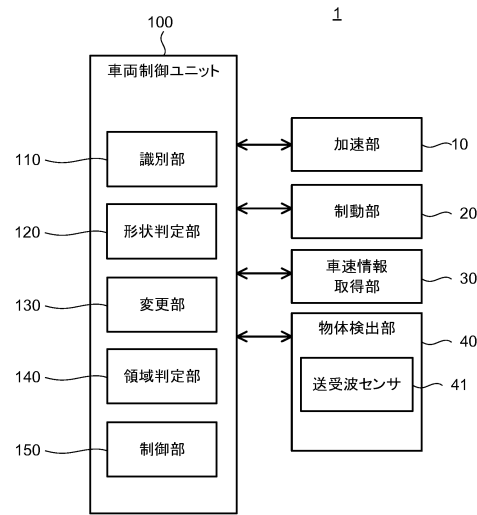 1
100
車両制御ユニット
110
識別部
120
形状判定部
130
変更部
140
領域判定部
150
制御部
加速部
10
制動部
20
車速情報
取得部
30
物体検出部
40
送受波センサ
41